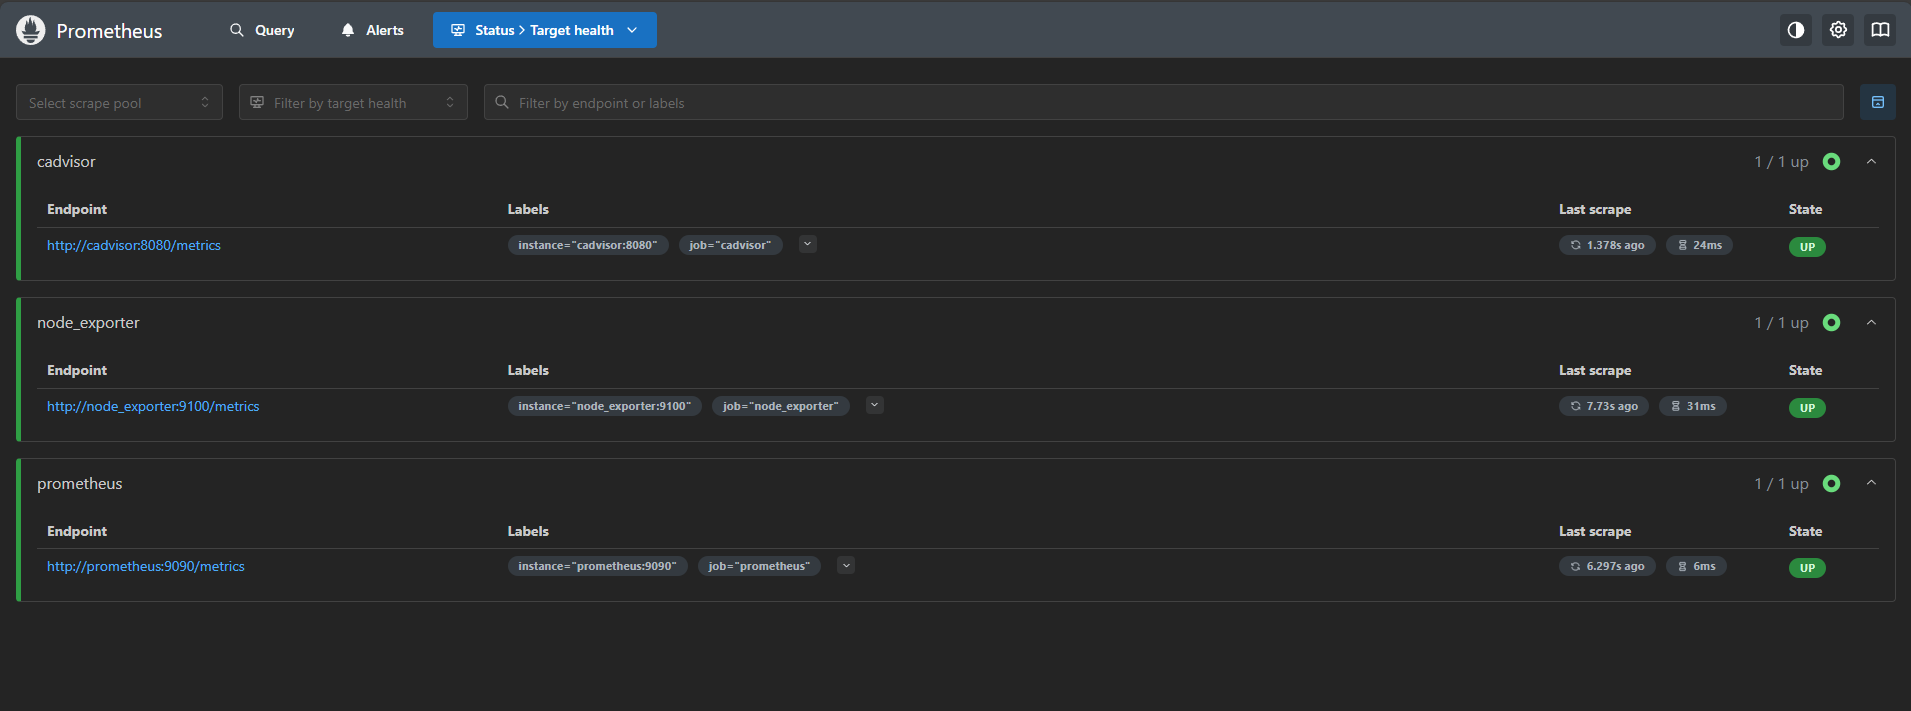 Prometheus Query Alerts Status > Target health
Select scrape pool Filter by target health Filter by endpoint or labels
cadvisor 1 / 1 up
Endpoint Labels Last scrape State
http://cadvisor:8080/metrics instance="cadvisor:8080" job="cadvisor" 1.378s ago 24ms UP
node_exporter 1 / 1 up
Endpoint Labels Last scrape State
http://node_exporter:9100/metrics instance="node_exporter:9100" job="node_exporter" 7.73s ago 31ms UP
prometheus 1 / 1 up
Endpoint Labels Last scrape State
http://prometheus:9090/metrics instance="prometheus:9090" job="prometheus" 6.297s ago 6ms UP